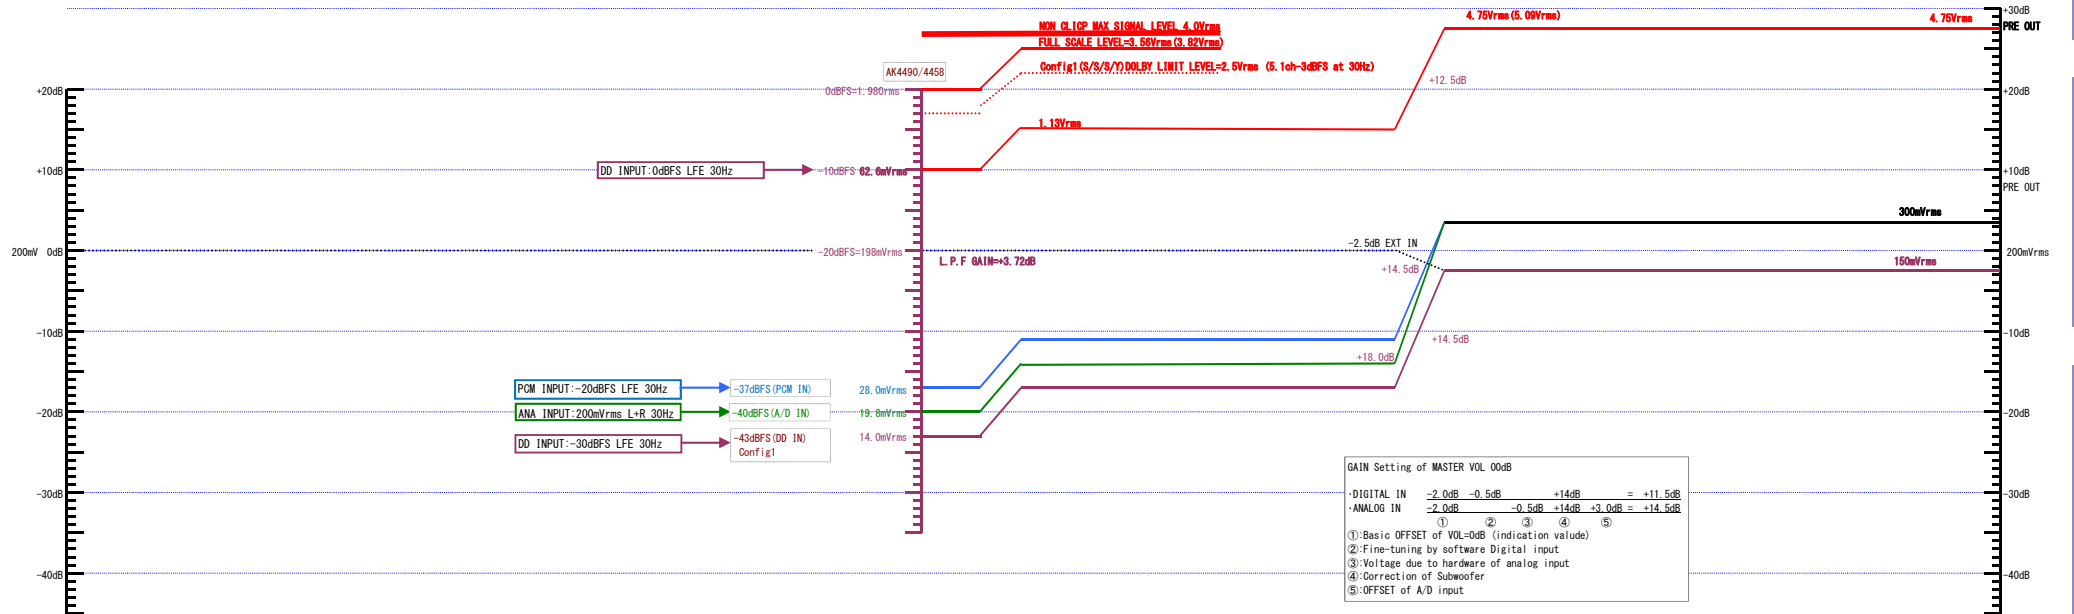 +30dB
4.75Vrms(5.09Vrms)
4.75Vrms
PRE OUT
NON CLICP MAX SIGNAL LEVEL 4.0Vrms
FULL SCALE LEVEL=3.56Vrms(3.82Vrms)
Config1(S/S/S/Y)DOLBY LIMIT LEVEL=2.5Vrms (5.1ch-3dBFS at 30Hz)
AK4490/4458
+12.5dB
+20dB
0dBFS=1.980rms
+20dB
1.13Vrms
+10dB
DD INPUT:0dBFS LFE 30Hz
-10dBFS 62.6mVrms
+10dB
PRE OUT
300mVrms
-2.5dB EXT IN
200mV 0dB
-20dBFS=198mVrms
200mVrms
L.P.F GAIN=+3.72dB
+14.5dB
150mVrms
-10dB
-10dB
+14.5dB
+18.0dB
PCM INPUT:-20dBFS LFE 30Hz
-37dBFS(PCM IN)
28.0mVrms
-20dB
ANA INPUT:200mVrms L+R 30Hz
-40dBFS(A/D IN)
19.8mVrms
-20dB
DD INPUT:-30dBFS LFE 30Hz
-43dBFS(DD IN)
Config1
14.0mVrms
GAIN Setting of MASTER VOL 00dB
-30dB
-30dB
·DIGITAL IN -2.0dB -0.5dB +14dB = +11.5dB
·ANALOG IN -2.0dB -0.5dB +14dB +3.0dB = +14.5dB
① ② ③ ④ ⑤
①:Basic OFFSET of VOL=0dB (indication valude)
②:Fine-tuning by software Digital input
③:Voltage due to hardware of analog input
④:Correction of Subwoofer
⑤:OFFSET of A/D input
-40dB
-40dB